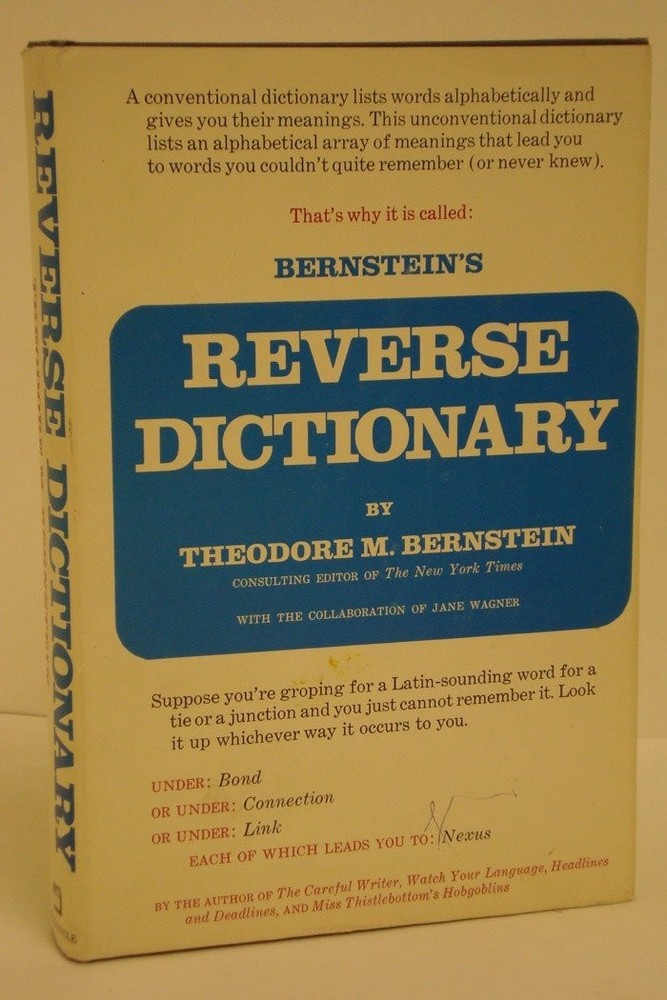 A conventional dictionary lists words alphabetically and
gives you their meanings. This unconventional dictionary
lists an alphabetical array of meanings that lead you
to words you couldn't quite remember (or never knew).
That's why it is called:
BERNSTEIN'S
REVERSE
DICTIONARY
BY
THEODORE M. BERNSTEIN
CONSULTING EDITOR OF The New York Times
WITH THE COLLABORATION OF JANE WAGNER
Suppose you're groping for a Latin-sounding word for a
tie or a junction and you just cannot remember it. Look
it up whichever way it occurs to you.
UNDER: Bond
OR UNDER: Connection
OR UNDER: Link
EACH OF WHICH LEADS YOU TO: Nexus
BY THE AUTHOR OF The Careful Writer, Watch Your Language, Headlines
and Deadlines, AND Miss Thistlebottom's Hobgoblins
REVERSE DICTIONARY